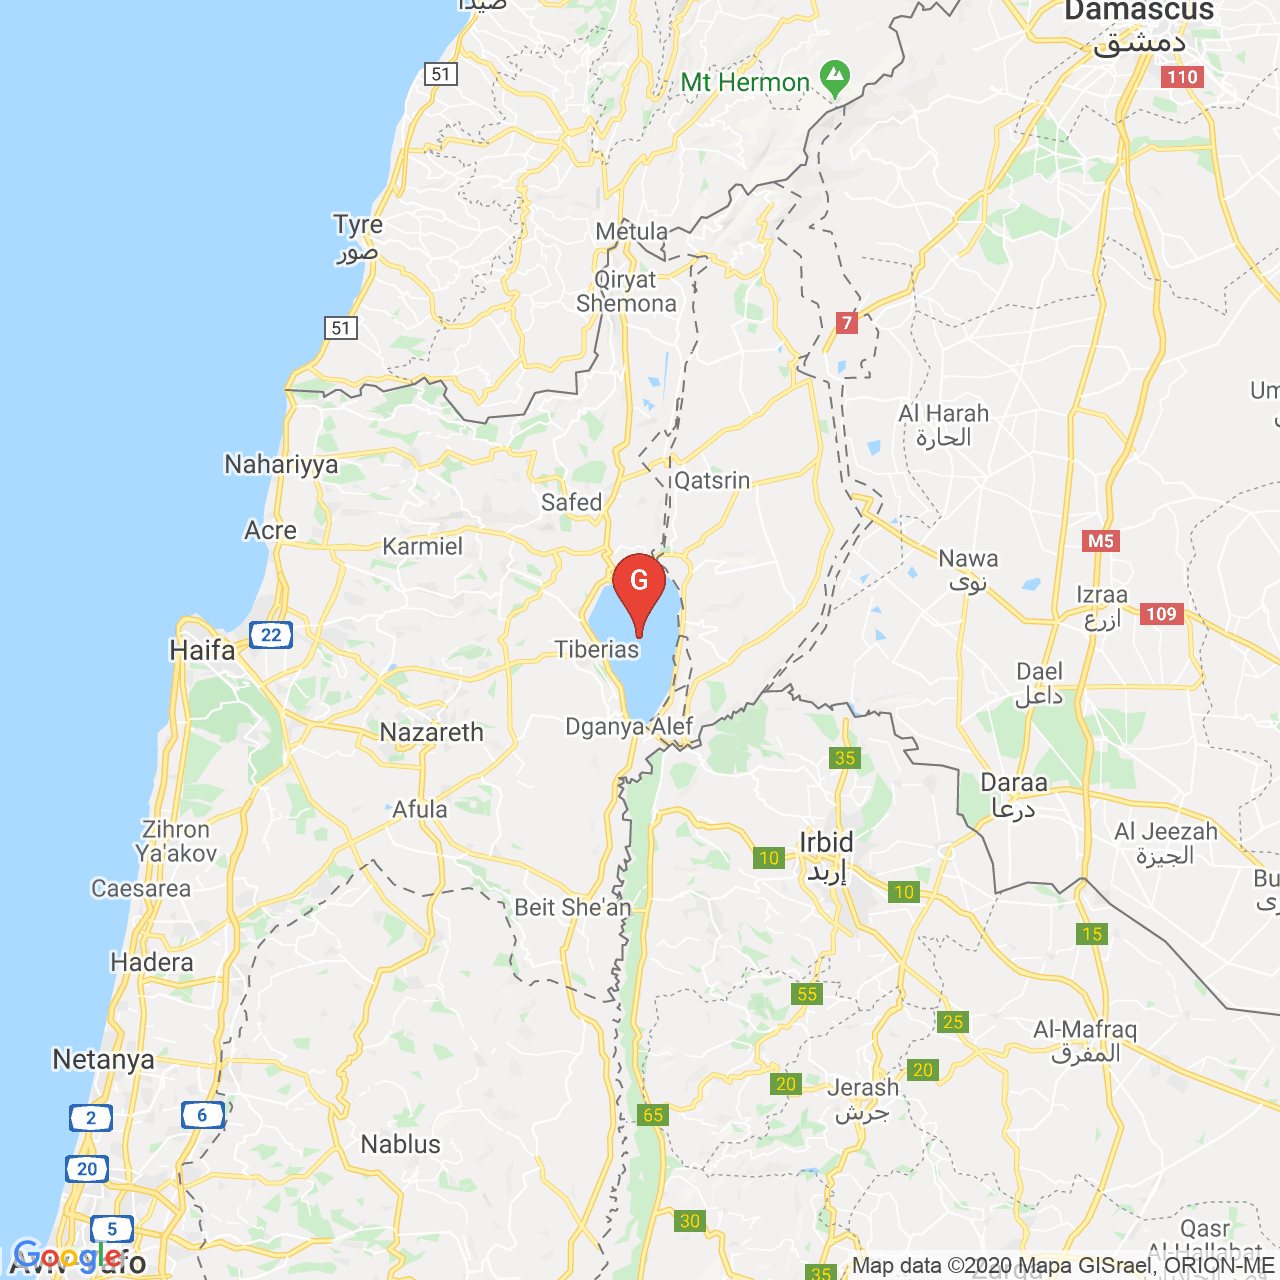 صيدا
Damascus
دمشق
51
110
Mt Hermon
Tyre
صور
Metula
Qiryat
Shemona
51
7
Al Harah
الحارة
Nahariyya
Qatsrin
Safed
Acre
Karmiel
M5
Nawa
نوى
G
Izraa
ازرع
109
22
Haifa
Tiberias
Dael
داعل
Nazareth
Dganya Alef
35
Daraa
درعا
Afula
Zihron
Ya'akov
Al Jeezah
الجيزة
Irbid
إربد
10
Caesarea
10
Beit She'an
15
Hadera
55
25
Al-Mafraq
المفرق
Netanya
20
20
Jerash
جرش
2
6
65
Nablus
20
30
5
Qasr
Al-Hallabat
Google
35
Map data ©2020 Mapa GISrael, ORION-ME